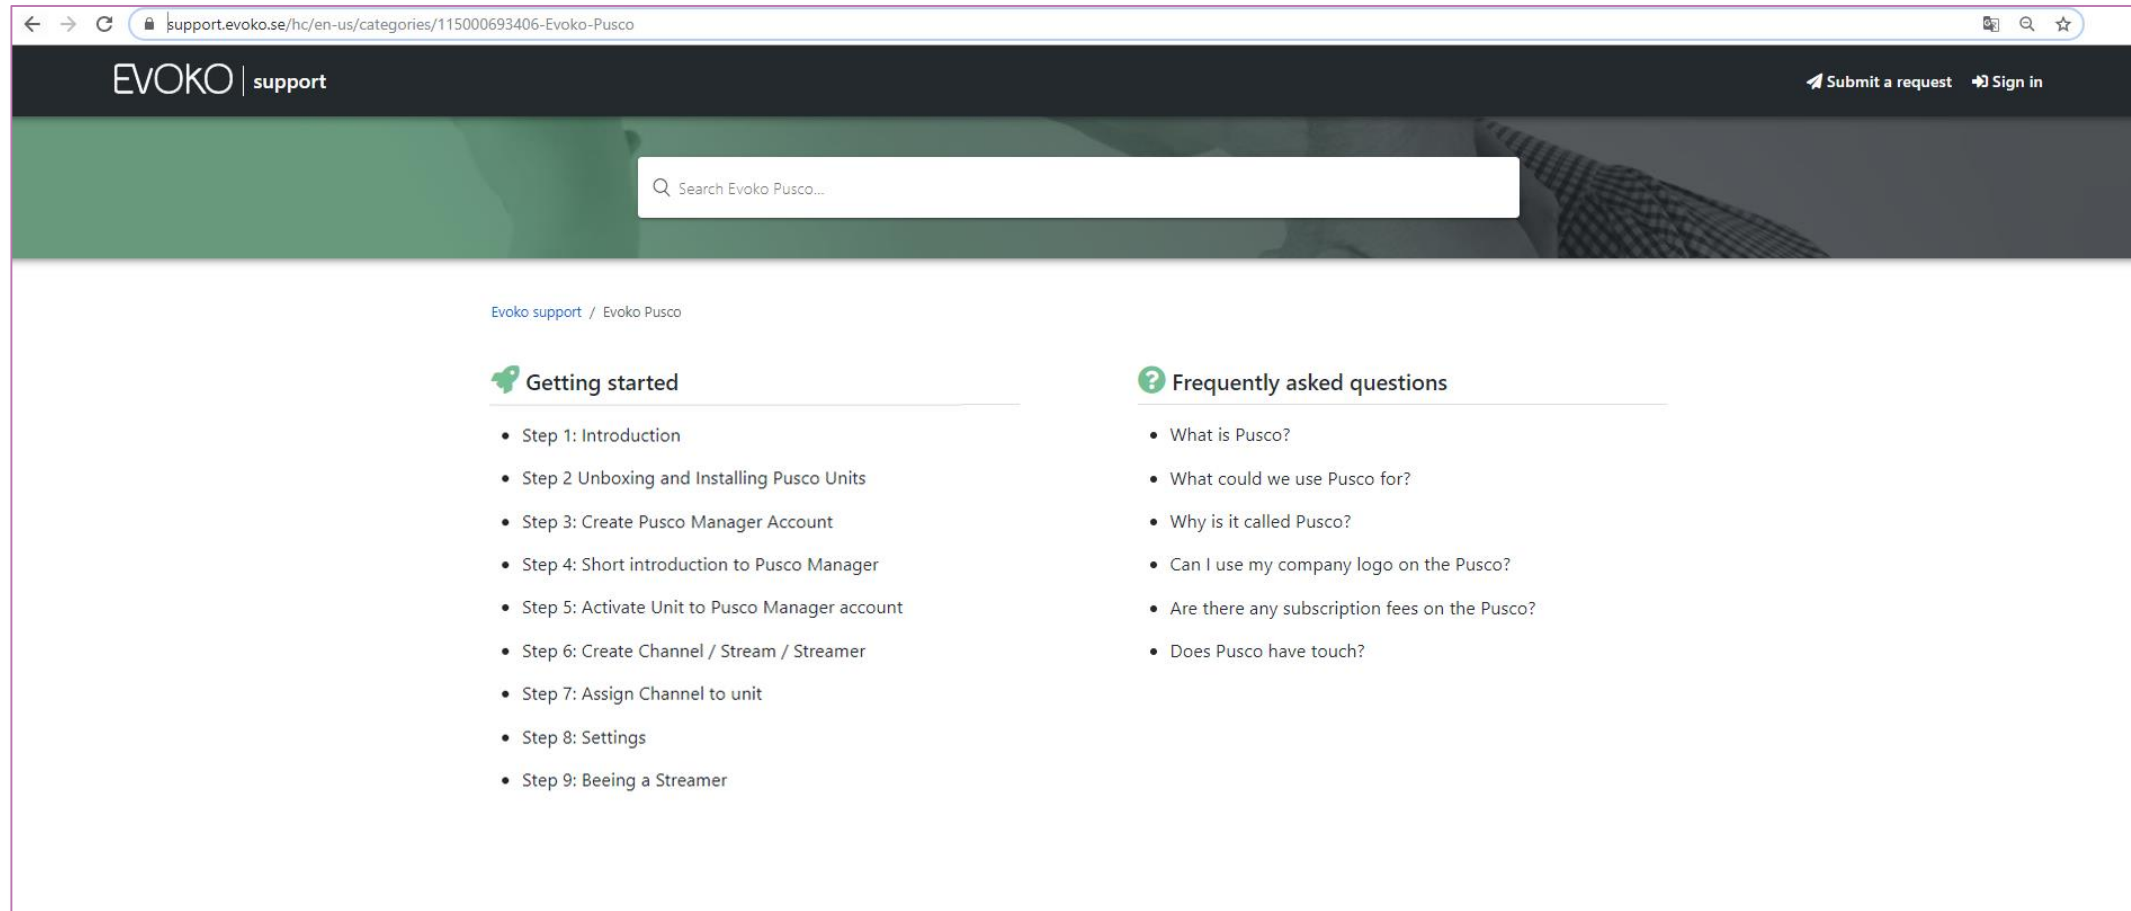 support.evoko.se/hc/en-us/categories/115000693406-Evoko-Pusco
EVOKO | support
Submit a request Sign in
Search Evoko Pusco...
Evoko support / Evoko Pusco
Getting started
Step 1: Introduction
Step 2 Unboxing and Installing Pusco Units
Step 3: Create Pusco Manager Account
Step 4: Short introduction to Pusco Manager
Step 5: Activate Unit to Pusco Manager account
Step 6: Create Channel / Stream / Streamer
Step 7: Assign Channel to unit
Step 8: Settings
Step 9: Beeing a Streamer
Frequently asked questions
What is Pusco?
What could we use Pusco for?
Why is it called Pusco?
Can I use my company logo on the Pusco?
Are there any subscription fees on the Pusco?
Does Pusco have touch?